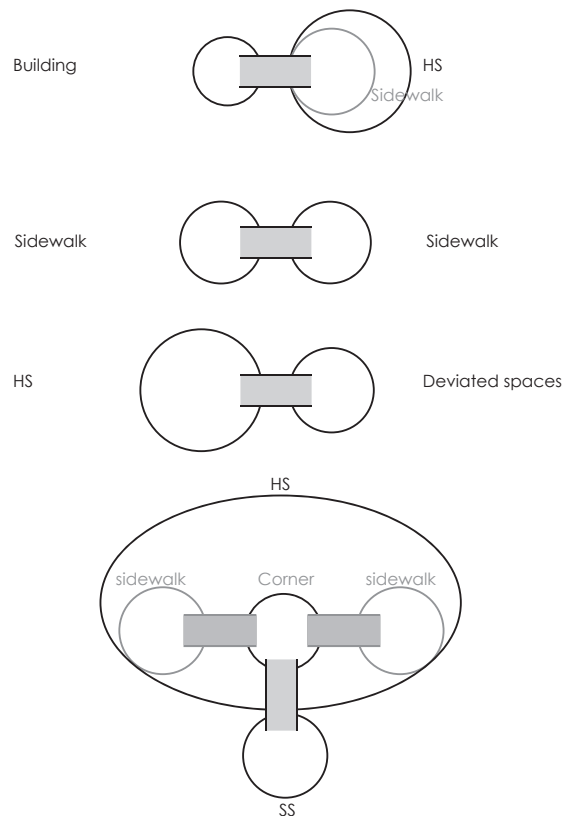 Building
HS
Sidewalk
Sidewalk
Sidewalk
HS
Deviated spaces
HS
sidewalk
Corner
sidewalk
SS